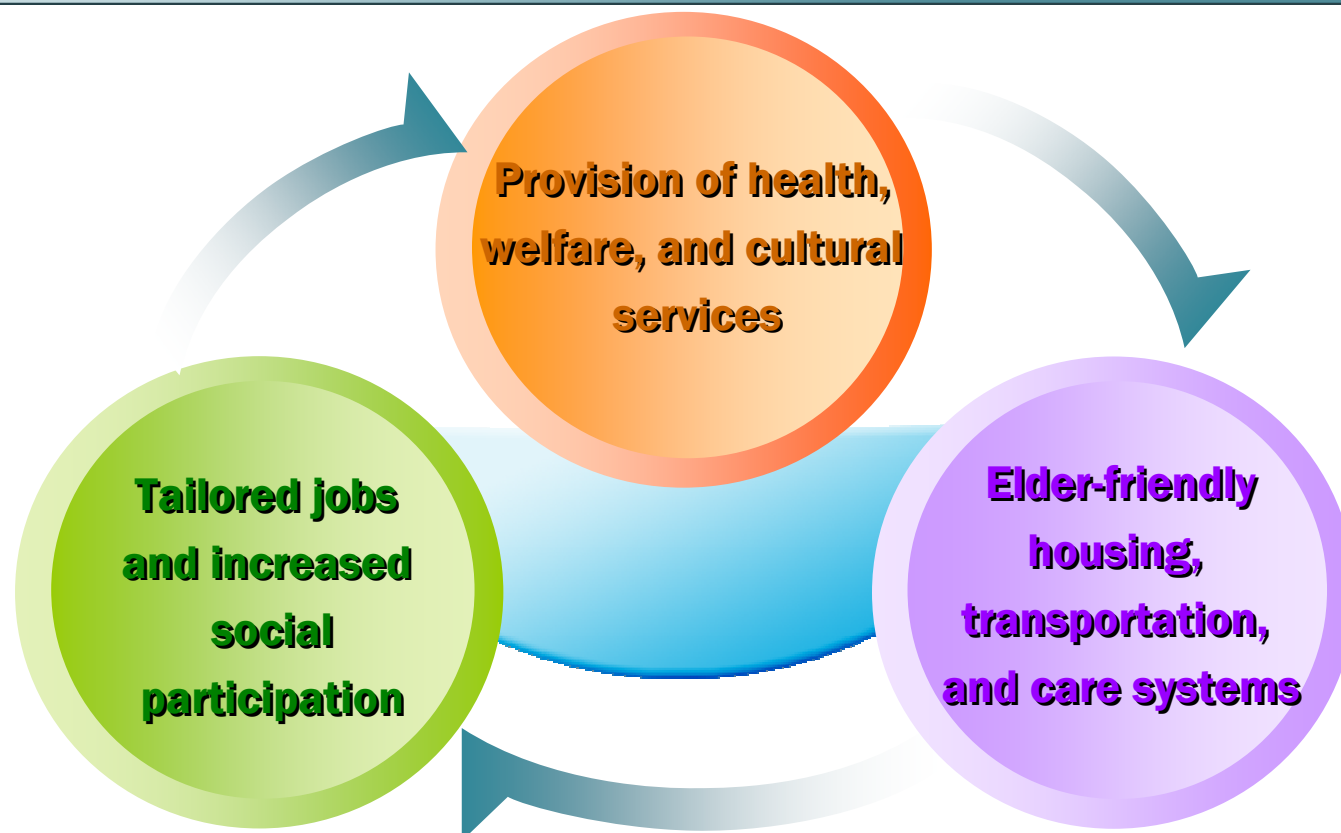 Provision of health,
welfare, and cultural
services
Tailored jobs
and increased
social
participation
Elder-friendly
housing,
transportation,
and care systems